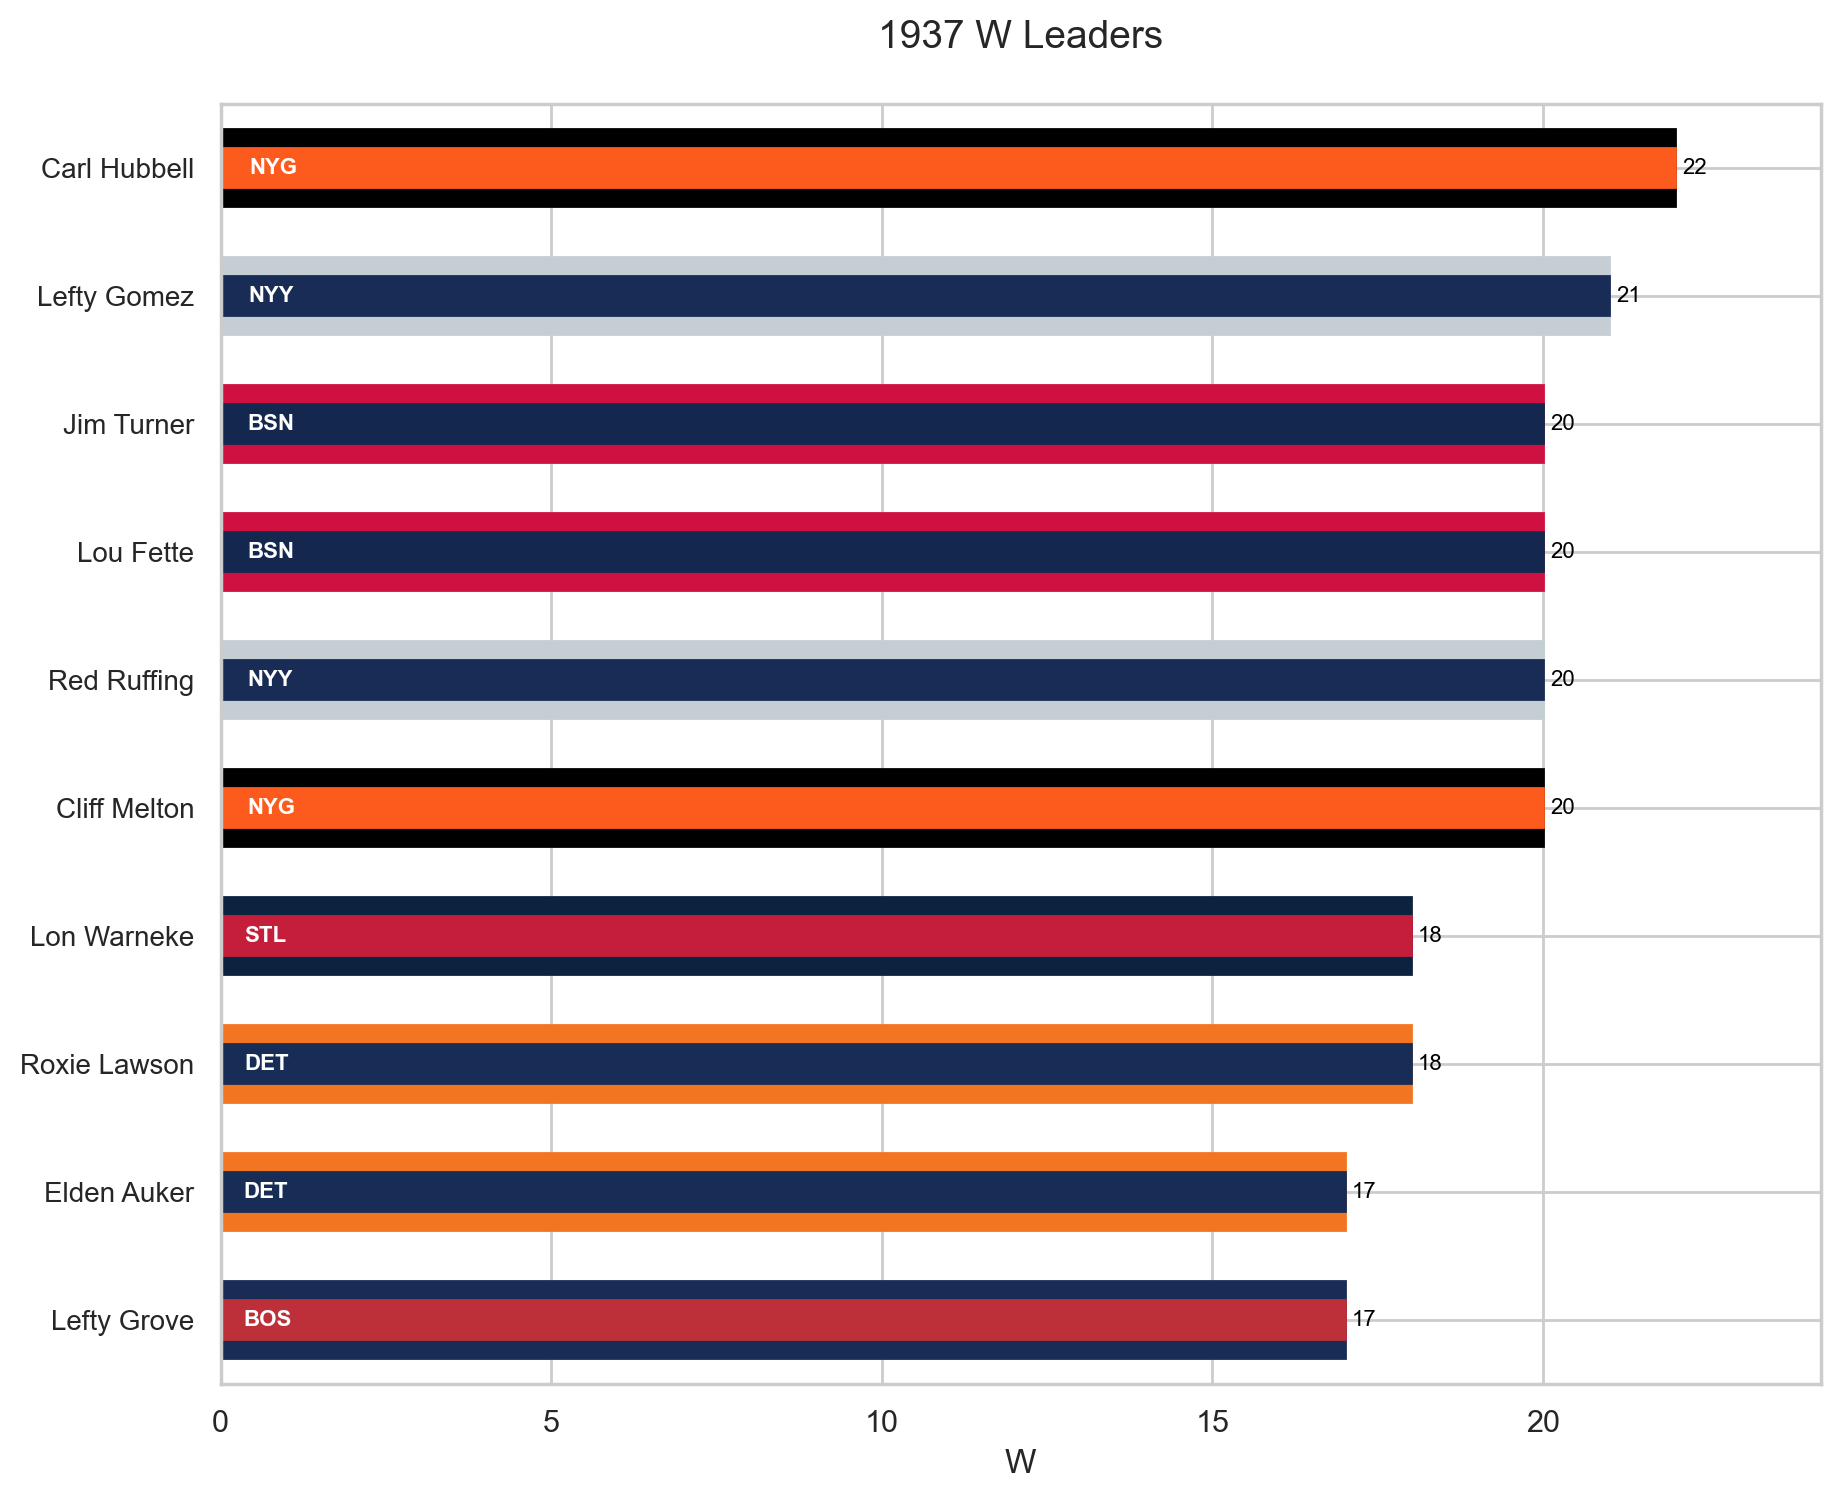 1937 W Leaders
Carl Hubbell NYG 22
Lefty Gomez NYY 21
Jim Turner BSN 20
Lou Fette BSN 20
Red Ruffing NYY 20
Cliff Melton NYG 20
Lon Warneke STL 18
Roxie Lawson DET 18
Elden Auker DET 17
Lefty Grove BOS 17
0 5 10 15 20
W